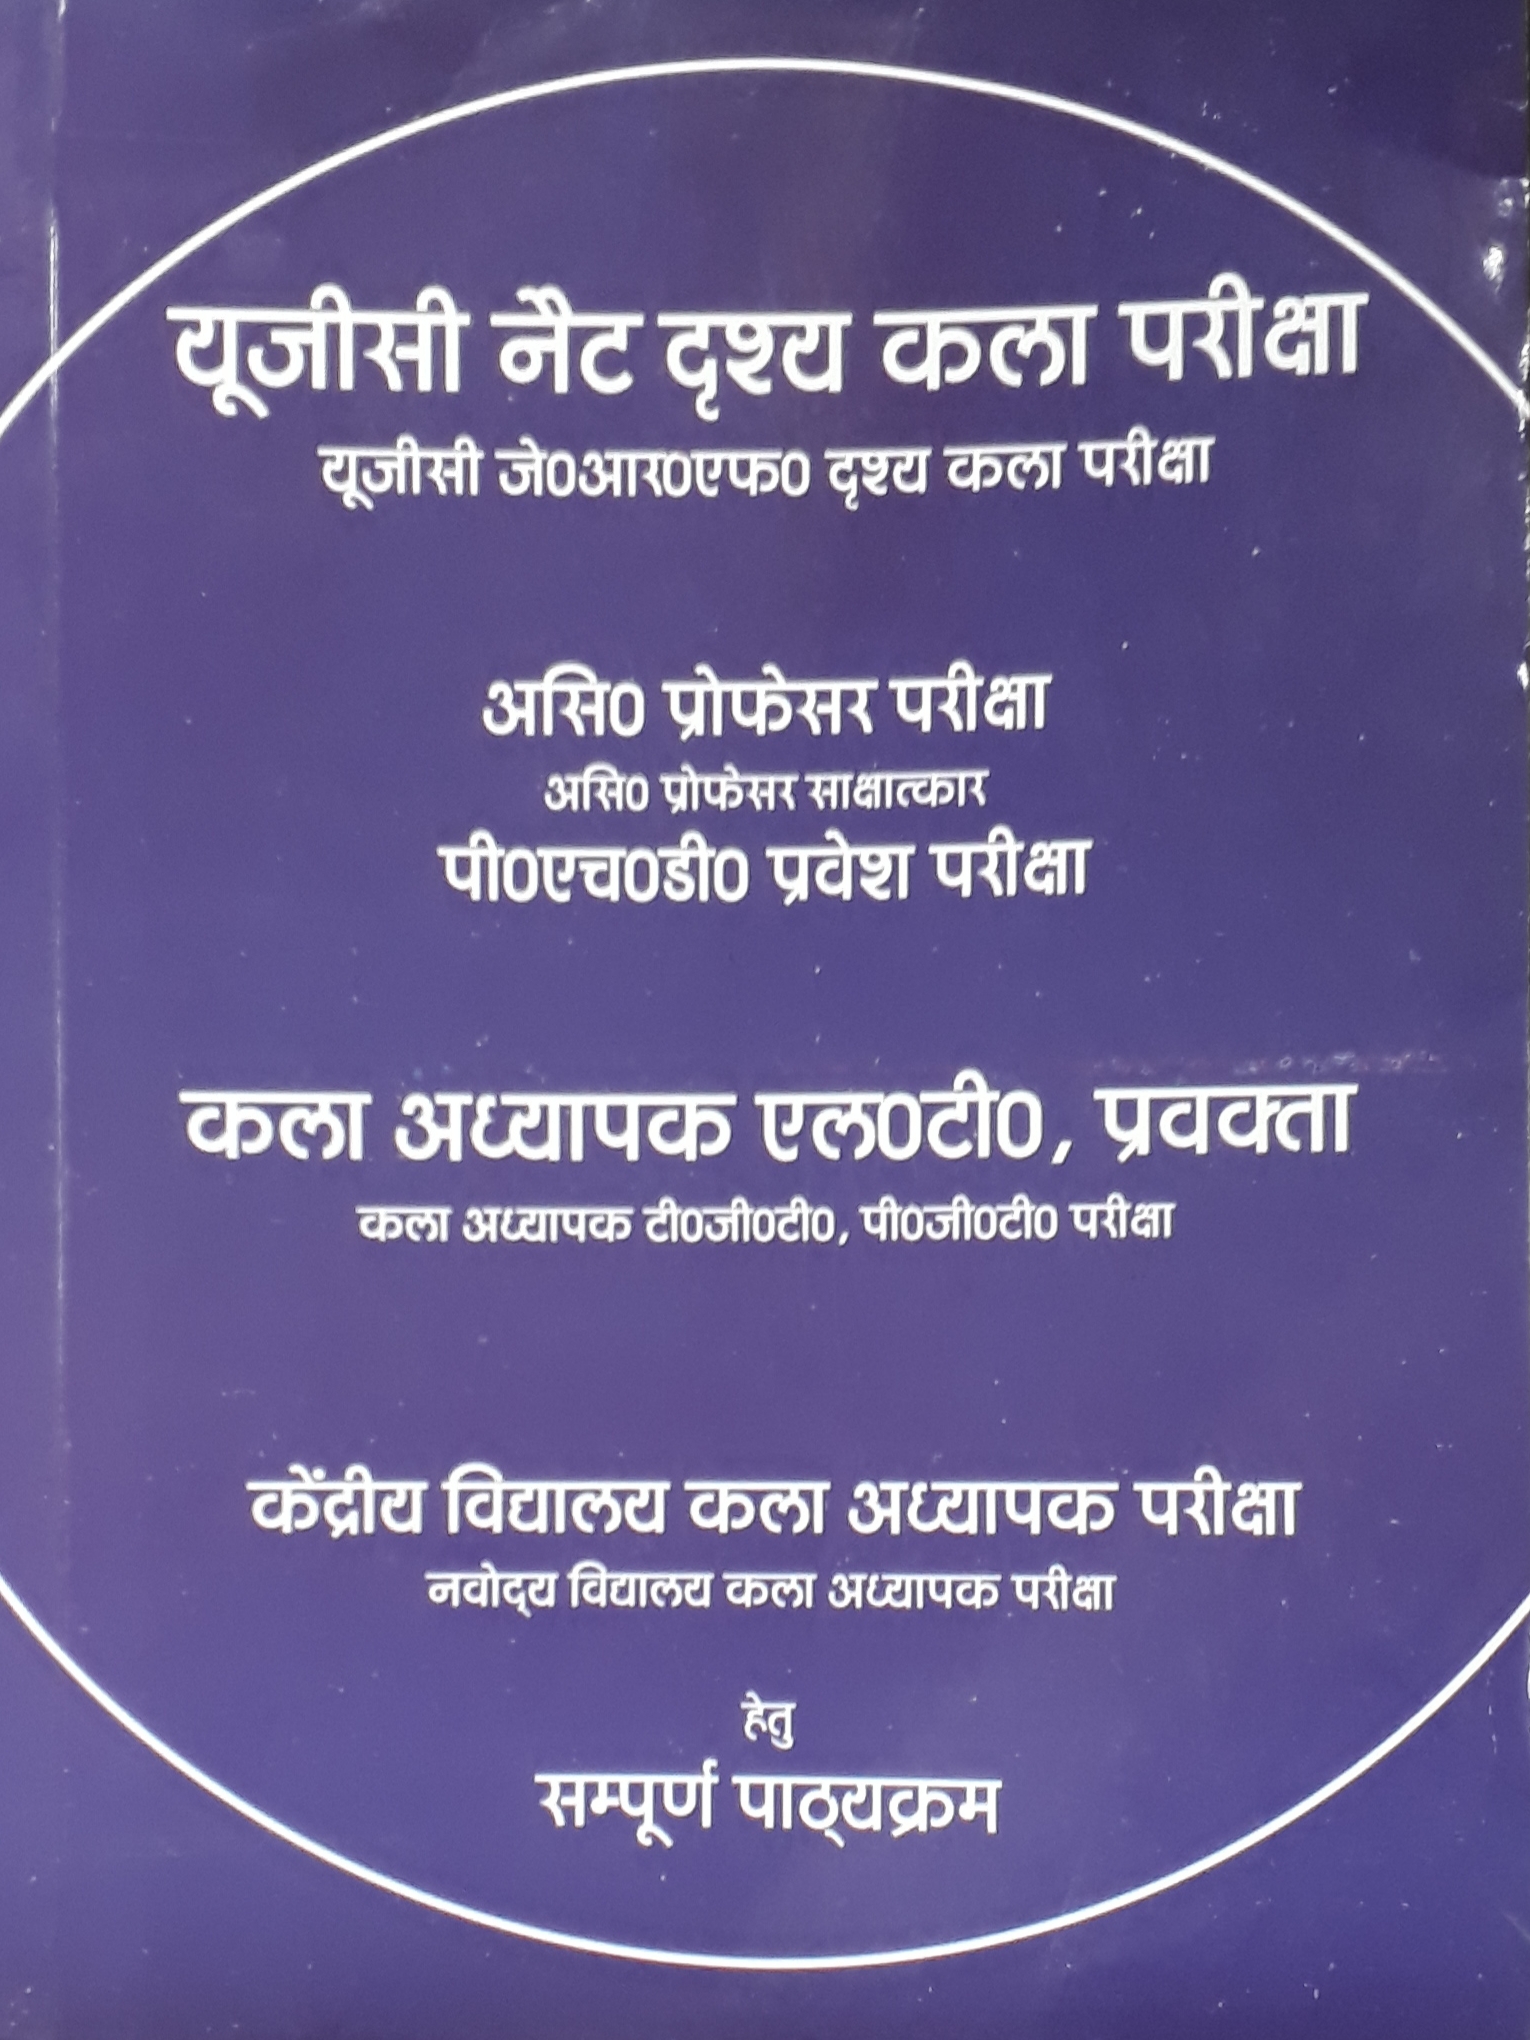 यूजीसी नैट दृश्य कला परीक्षा
यूजीसी जे0आर0एफ0 दृश्य कला परीक्षा
असि0 प्रोफेसर परीक्षा
असि0 प्रोफेसर साक्षात्कार
पी0एच0डी0 प्रवेश परीक्षा
कला अध्यापक एल0टी0, प्रवक्ता
कला अध्यापक टी0जी0टी0, पी0जी0टी0 परीक्षा
केंद्रीय विद्यालय कला अध्यापक परीक्षा
नवोद्य विद्यालय कला अध्यापक परीक्षा
हेतु
सम्पूर्ण पाठ्यक्रम